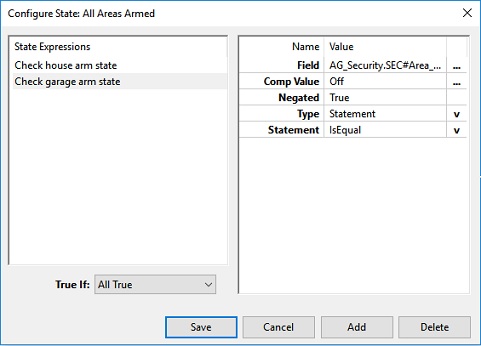 Configure State: All Areas Armed
State Expressions
Check house arm state
Check garage arm state
Name Value
Field AG_Security.SEC#Area_... ...
Comp Value Off ...
Negated True
Type Statement v
Statement IsEqual v
True If: All True
Save Cancel Add Delete